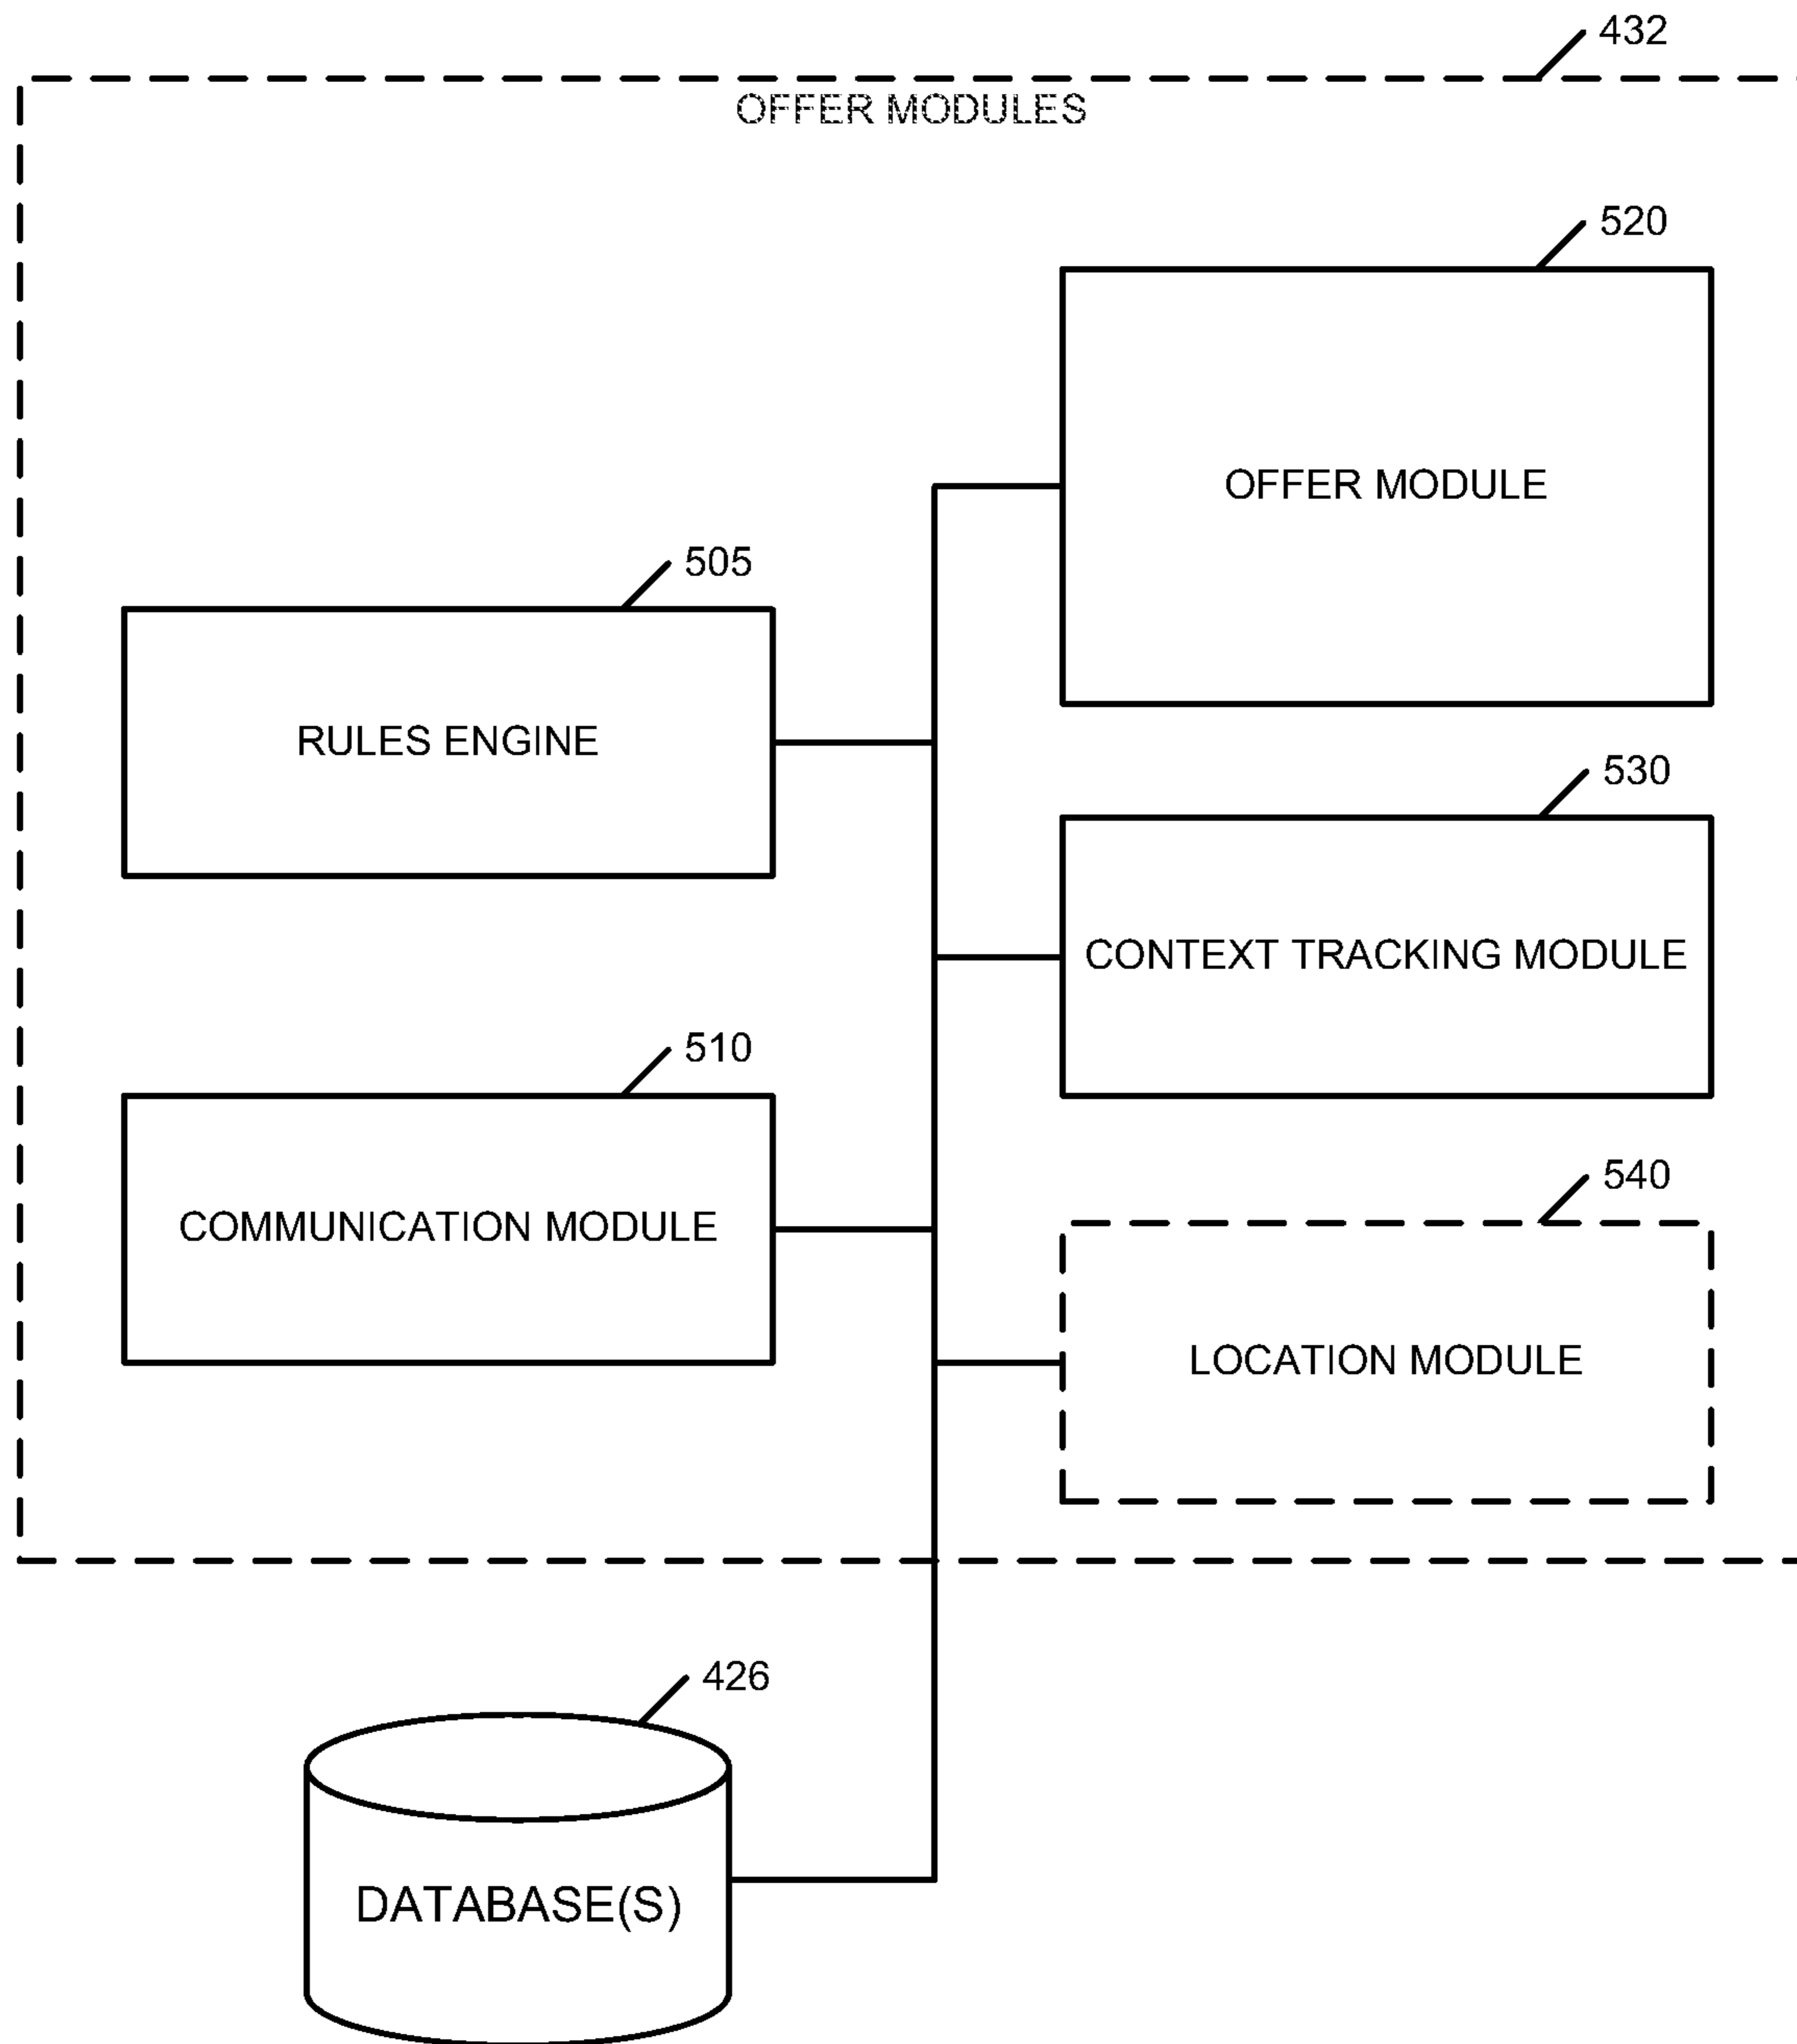 432
OFFER MODULES
520
OFFER MODULE
505
RULES ENGINE
530
CONTEXT TRACKING MODULE
510
COMMUNICATION MODULE
540
LOCATION MODULE
426
DATABASE(S)